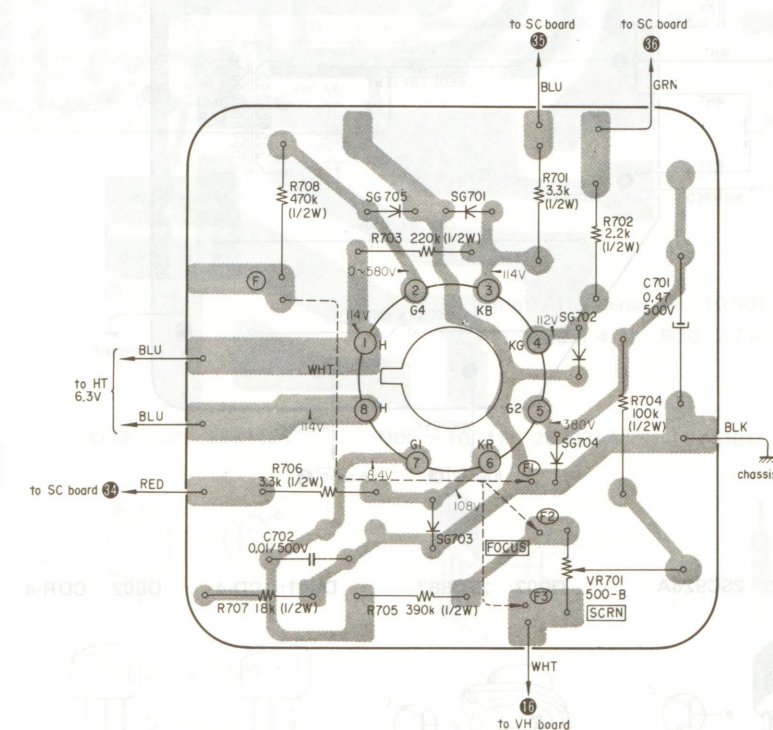 to SC board
35
to SC board
36
BLU
GRN
R708
470k
(1/2W)
SG705
SG701
R701
3.3k
(1/2W)
R703 220k (1/2W)
R702
2.2k
(1/2W)
F
0~580V
2
G4
114V
3
KB
C701
0.47
500V
SG702
114V
1
H
112V
KG
4
BLU
WHT
to HT
6.3V
BLU
8
H
114V
G2
5
380V
R704
100k
(1/2W)
BLK
chassis
G1
7
KR
6
SG704
F1
8.4V
R706
3.3k (1/2W)
to SC board 34
RED
108V
F2
C702
0.01/500V
SG703
FOCUS
VR701
500-B
R707 18k (1/2W)
R705 390k (1/2W)
F3
SCRN
WHT
16
to VH board